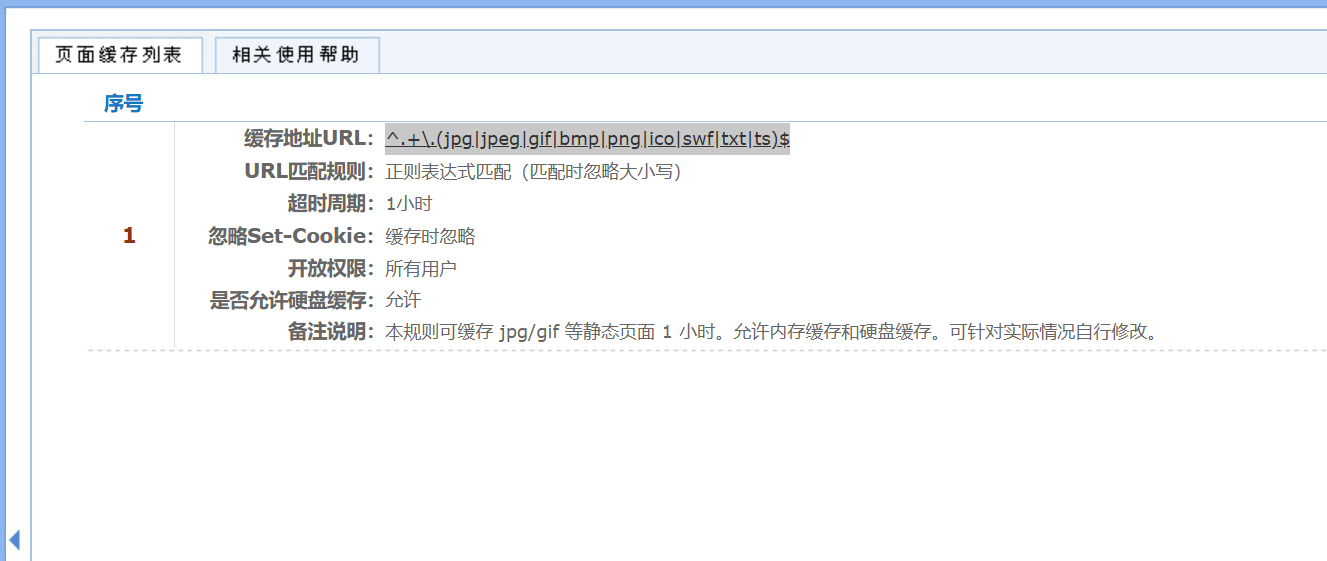 页面缓存列表
相关使用帮助
序号
1
缓存地址URL: ^.+\.(jpg|jpeg|gif|bmp|png|ico|swf|txt|ts)$
URL匹配规则: 正则表达式匹配（匹配时忽略大小写）
超时周期: 1小时
忽略Set-Cookie: 缓存时忽略
开放权限: 所有用户
是否允许硬盘缓存: 允许
备注说明: 本规则可缓存 jpg/gif 等静态页面 1 小时。允许内存缓存和硬盘缓存。可针对实际情况自行修改。